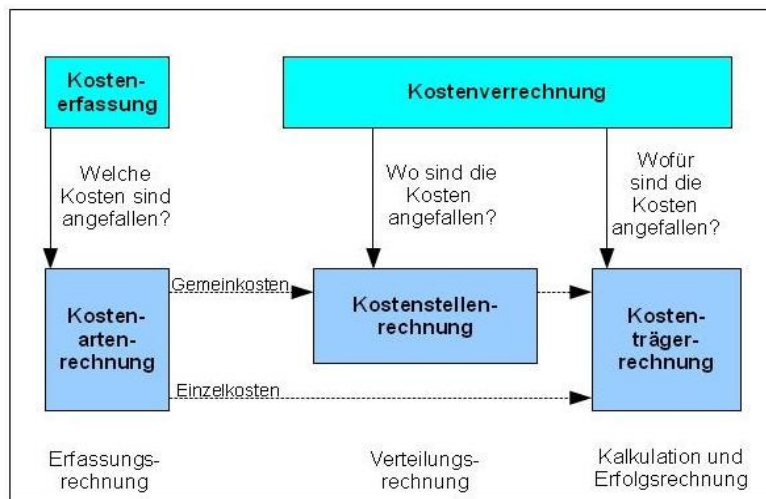 Kosten-
erfassung
Kostenverrechnung
Welche
Kosten sind
angefallen?
Wo sind die
Kosten
angefallen?
Wofür
sind die
Kosten
angefallen?
Kosten-
arten-
rechnung
Gemeinkosten
Kostenstellen-
rechnung
Kosten-
träger-
rechnung
Einzelkosten
Erfassungs-
rechnung
Verteilungs-
rechnung
Kalkulation und
Erfolgsrechnung